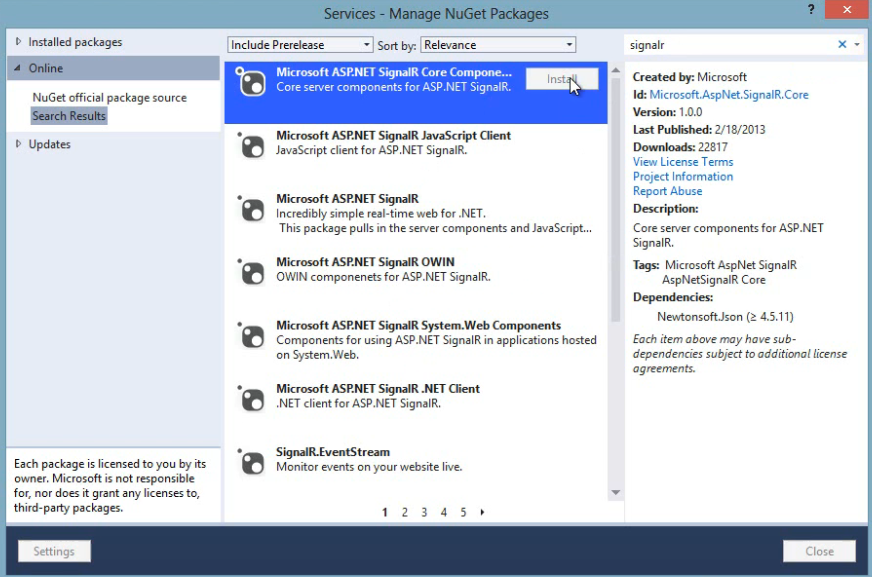 Services - Manage NuGet Packages
?
Installed packages
Online
NuGet official package source
Search Results
Updates
Each package is licensed to you by its
owner. Microsoft is not responsible
for, nor does it grant any licenses to,
third-party packages.
Include Prerelease
Sort by: Relevance
Microsoft ASP.NET SignalR Core Compone...
Install
Core server components for ASP.NET SignalR.
Microsoft ASP.NET SignalR JavaScript Client
JavaScript client for ASP.NET SignalR.
Microsoft ASP.NET SignalR
Incredibly simple real-time web for .NET.
This package pulls in the server components and JavaScript...
Microsoft ASP.NET SignalR OWIN
OWIN componenets for ASP.NET SignalR.
Microsoft ASP.NET SignalR System.Web Components
Components for using ASP.NET SignalR in applications hosted
on System.Web.
Microsoft ASP.NET SignalR .NET Client
.NET client for ASP.NET SignalR.
SignalR.EventStream
Monitor events on your website live.
1 2 3 4 5
signalr
Created by: Microsoft
Id: Microsoft.AspNet.SignalR.Core
Version: 1.0.0
Last Published: 2/18/2013
Downloads: 22817
View License Terms
Project Information
Report Abuse
Description:
Core server components for ASP.NET
SignalR.
Tags: Microsoft AspNet SignalR
AspNetSignalR Core
Dependencies:
Newtonsoft.Json (≥ 4.5.11)
Each item above may have sub-
dependencies subject to additional license
agreements.
Settings
Close